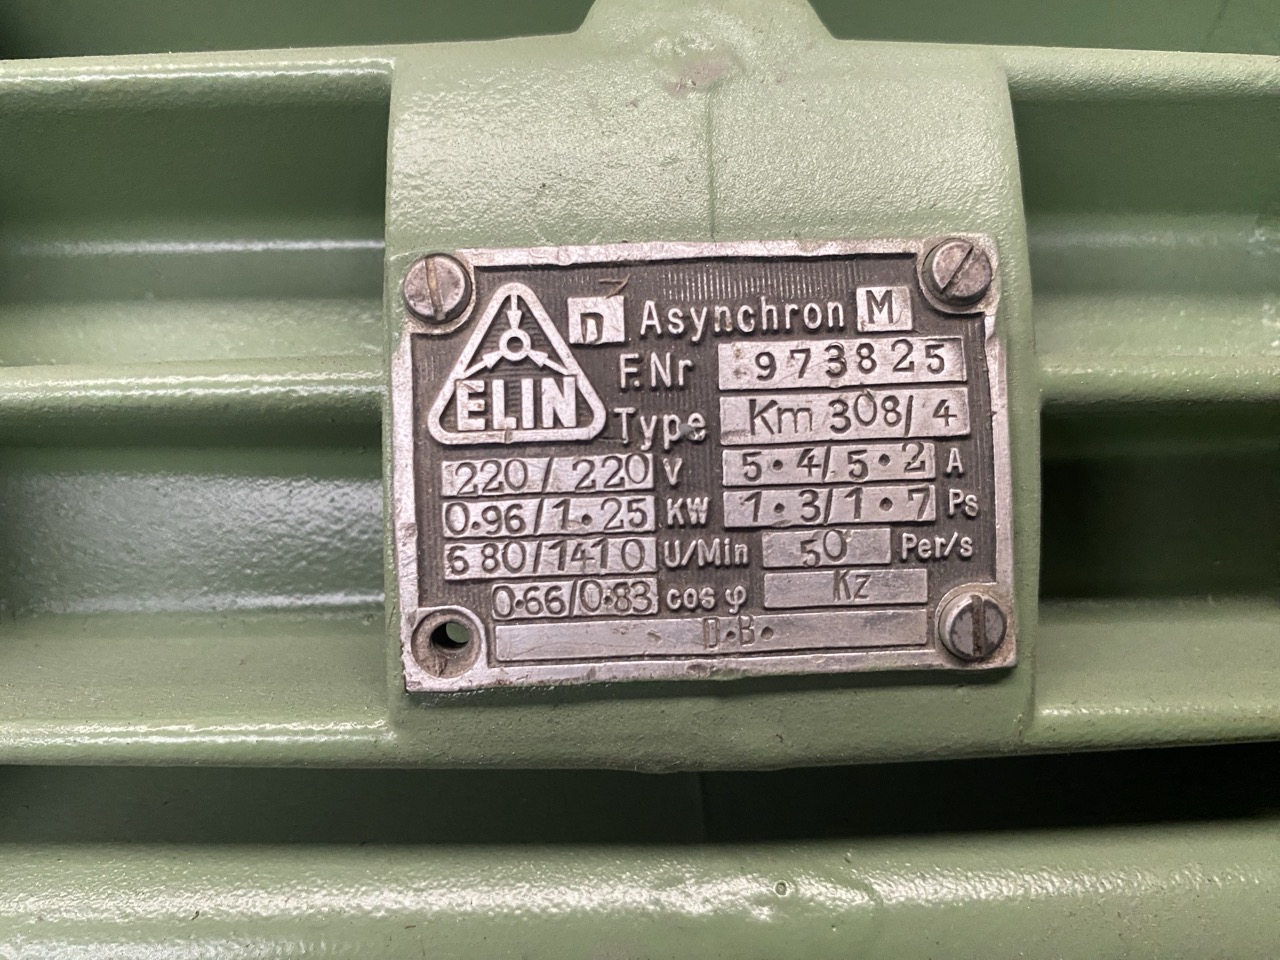 D Asynchron M
ELIN
F.Nr 973825
Type Km 308/4
220/220 V 5.4/5.2 A
0.96/1.25 KW 1.3/1.7 Ps
680/1410 U/Min 50 Per/s
0.66/0.83 cos φ Kz
D.B.